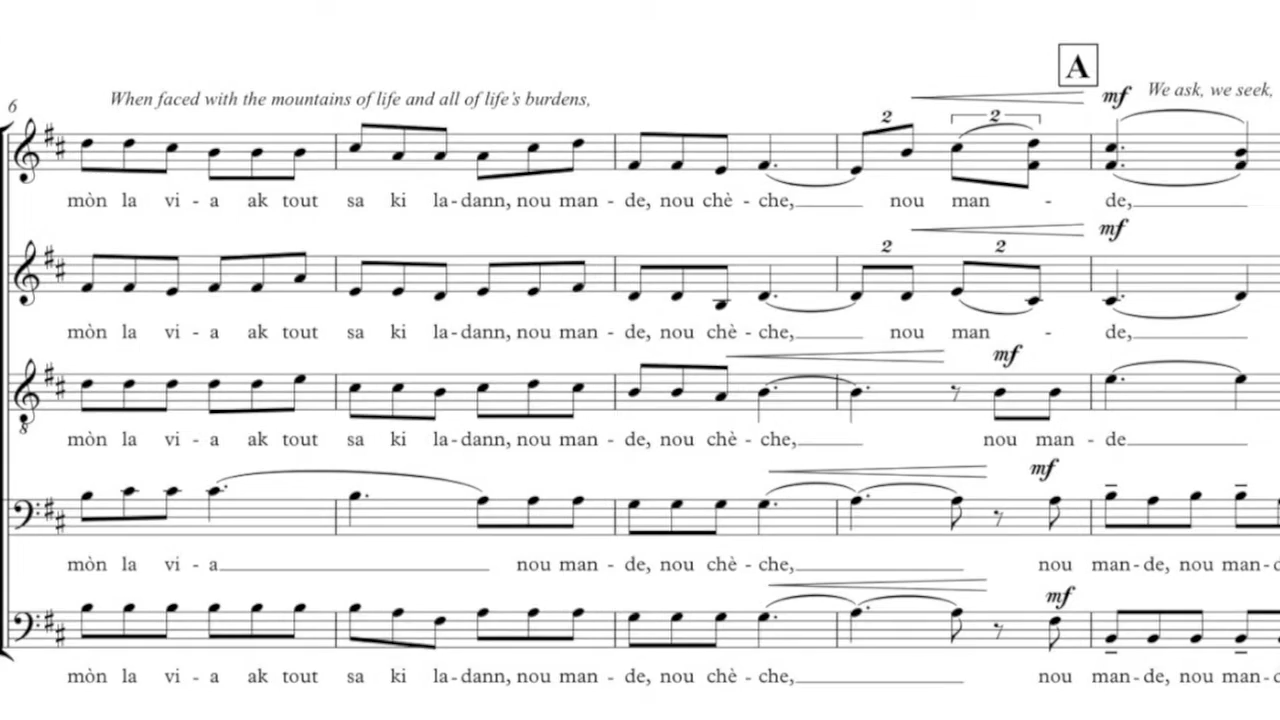 A
When faced with the mountains of life and all of life's burdens,
We ask, we seek,
6
2
2
mf
mòn la vi - a ak tout sa ki la-dann, nou man - de, nou chè - che, nou man - de,
2
2
mf
mòn la vi - a ak tout sa ki la-dann, nou man - de, nou chè - che, nou man - de,
mf
8
mòn la vi - a ak tout sa ki la-dann, nou man - de, nou chè - che, nou man - de
mf
mòn la vi - a nou man - de, nou chè - che, nou man-de, nou man-d
mf
mòn la vi - a ak tout sa ki la-dann, nou man - de, nou chè - che, nou man-de, nou man-d